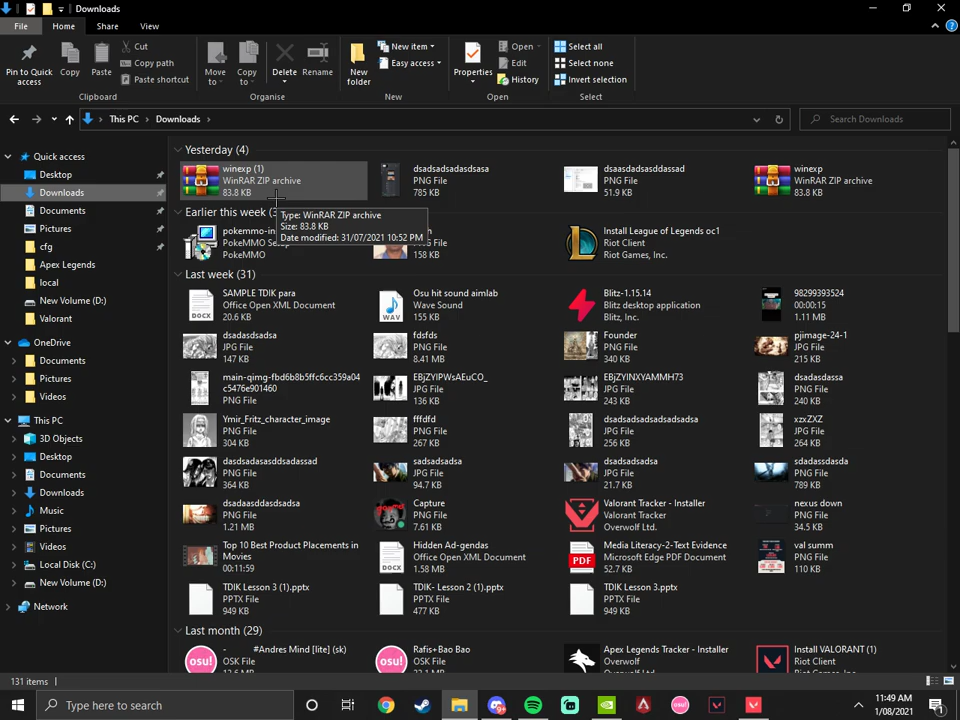 Downloads
File
Home
Share
View
Pin to Quick access
Copy
Paste
Cut
Copy path
Paste shortcut
Clipboard
Move to
Copy to
Delete
Rename
Organise
New folder
New item
Easy access
New
Properties
Open
Edit
History
Open
Select all
Select none
Invert selection
Select
This PC
Downloads
Search Downloads
Quick access
Desktop
Downloads
Documents
Pictures
cfg
Apex Legends
local
New Volume (D:)
Valorant
OneDrive
Documents
Pictures
Videos
This PC
3D Objects
Desktop
Documents
Downloads
Music
Pictures
Videos
Local Disk (C:)
New Volume (D:)
Network
Yesterday (4)
winexp (1)
WinRAR ZIP archive
83.8 KB
dsadsadsadasdsasa
PNG File
785 KB
dsaasdsadsaassd
PNG File
51.9 KB
winexp
WinRAR ZIP archive
83.8 KB
Type: WinRAR ZIP archive
Size: 83.8 KB
Date modified: 31/07/2021 10:52 PM
Earlier this week
PokeMMO
158 KB
Install League of Legends oc1
Riot Client
Riot Games, Inc.
Last week (31)
SAMPLE TDIK para
Office Open XML Document
20.6 KB
Osu hit sound aimlab
Wave Sound
155 KB
Blitz-1.15.14
Blitz desktop application
Blitz, Inc.
98299393524
00:00:15
1.11 MB
dsadasdsadsa
JPG File
147 KB
fdsfds
PNG File
8.41 MB
Founder
PNG File
340 KB
pjimage-24-1
JPG File
215 KB
main-qimg-fbd6b8b5ffc6cc359a04c5476e901460
EBjZYIPWsAEuCO_
JPG File
136 KB
EBjZYINXYAMMH73
JPG File
243 KB
dsadasdassa
PNG File
240 KB
Ymir_Fritz_character_image
PNG File
304 KB
fffdfd
PNG File
267 KB
dsadsadsadsadsadsa
JPG File
256 KB
xzxZXZ
JPG File
264 KB
dasdsadasasddsadassad
PNG File
364 KB
sadsadsadsa
JPG File
94.7 KB
dsadsadsadsa
JPG File
21.7 KB
sdadassdasda
PNG File
789 KB
dsadaasddasdsadsa
PNG File
1.21 MB
Capture
PNG File
7.61 KB
Valorant Tracker - Installer
Valorant Tracker
Overwolf Ltd.
nexus down
PNG File
34.5 KB
Top 10 Best Product Placements in Movies
00:11:59
Hidden Ad-gendas
Office Open XML Document
1.58 MB
PDF
Media Literacy-2-Text Evidence
Microsoft Edge PDF Document
52.7 KB
val summ
PNG File
110 KB
TDIK Lesson 3 (1).pptx
PPTX File
949 KB
TDIK- Lesson 2 (1).pptx
PPTX File
477 KB
TDIK Lesson 3.pptx
PPTX File
949 KB
Last month (29)
- #Andres Mind [lite] (sk)
OSK File
Rafis+Bao Bao
OSK File
Apex Legends Tracker - Installer
Overwolf
Install VALORANT (1)
Riot Client
131 items
Type here to search
11:49 AM
1/08/2021